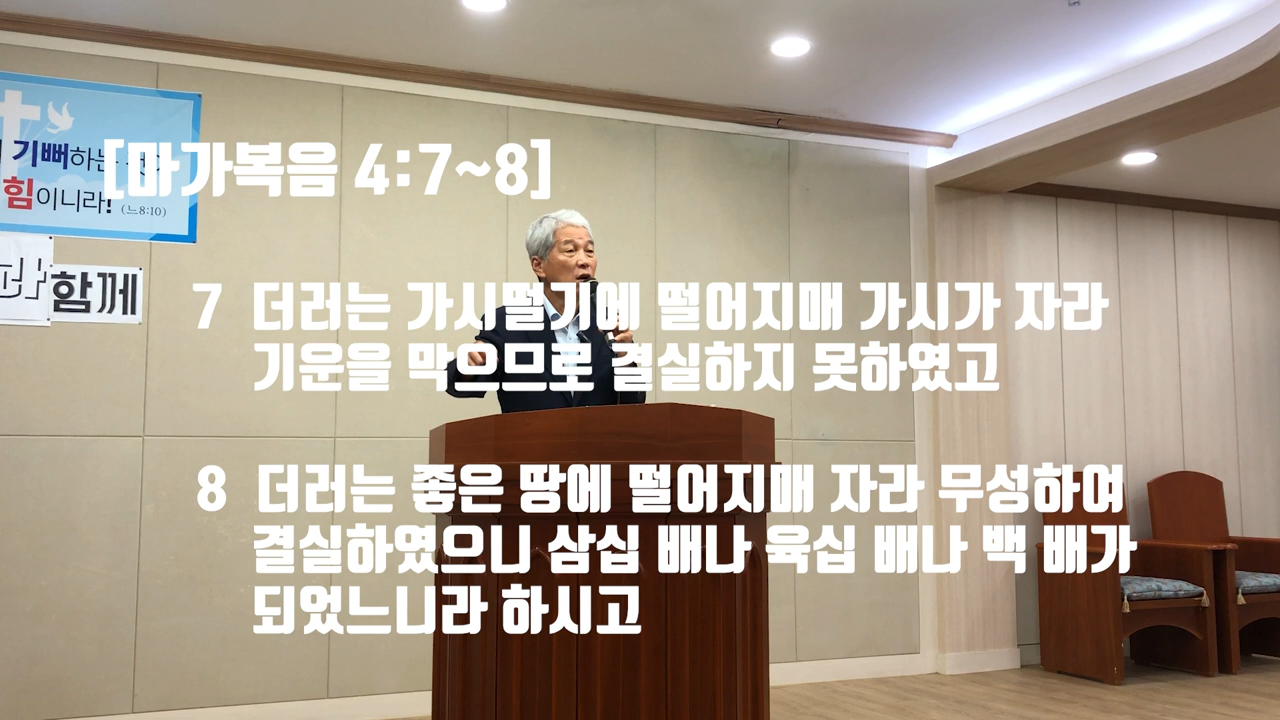 기뻐하는
힘이니라! (느8:10)
함께
[마가복음 4:7~8]
7 더러는 가시떨기에 떨어지매 가시가 자라
기운을 막으므로 결실하지 못하였고
8 더러는 좋은 땅에 떨어지매 자라 무성하여
결실하였으니 삼십 배나 육십 배나 백 배가
되었느니라 하시고